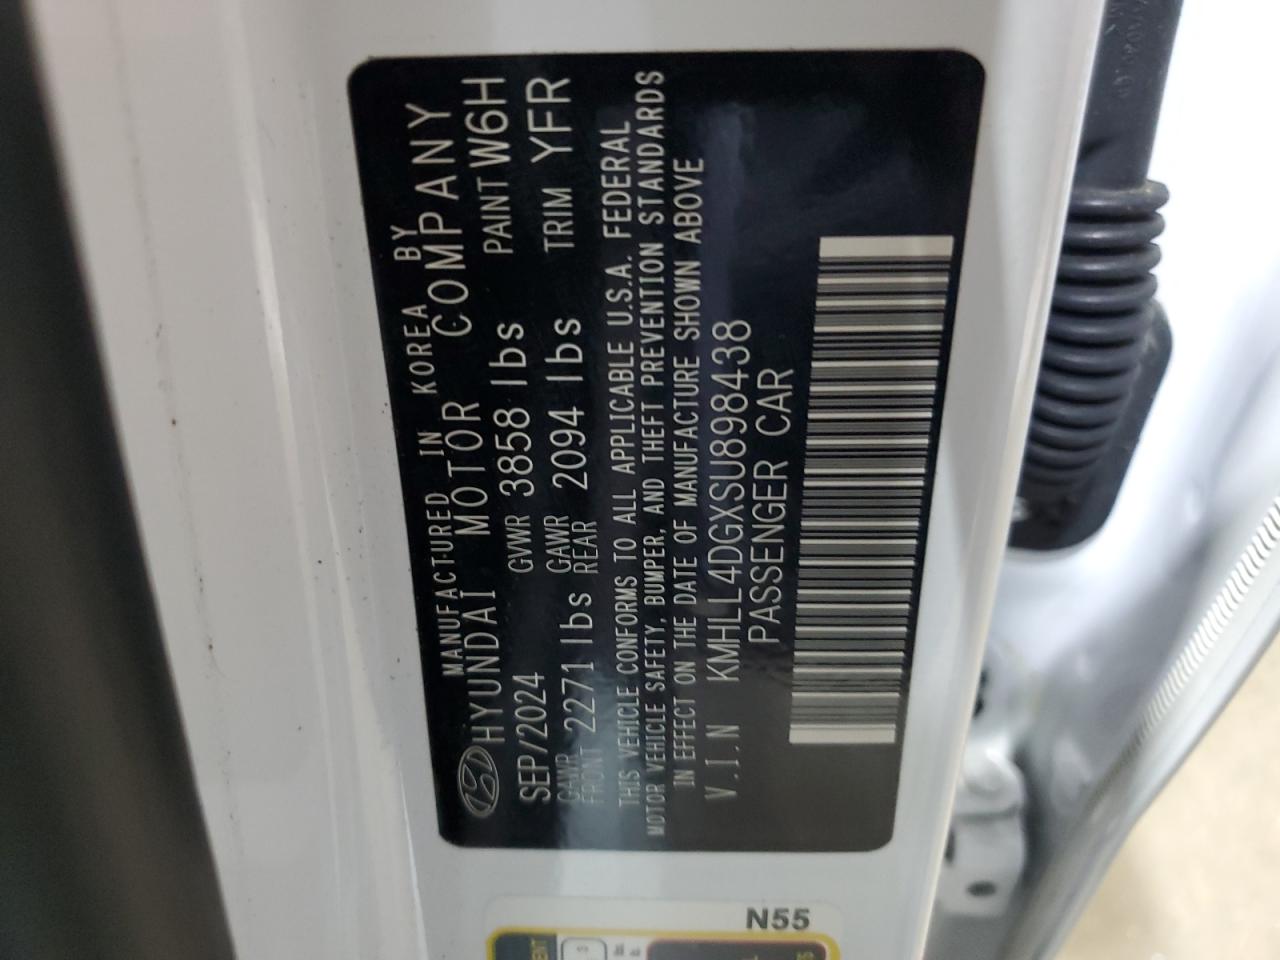 MANUFACTURED IN KOREA BY
HYUNDAI MOTOR COMPANY
SEP/2024 GVWR 3858 lbs PAINT W6H
GAWR FRONT 2271 lbs GAWR REAR 2094 lbs TRIM YFR
THIS VEHICLE CONFORMS TO ALL APPLICABLE U.S.A. FEDERAL
MOTOR VEHICLE SAFETY, BUMPER, AND THEFT PREVENTION STANDARDS
IN EFFECT ON THE DATE OF MANUFACTURE SHOWN ABOVE
V.I.N KMHLL4DGXSU898438
PASSENGER CAR
N55